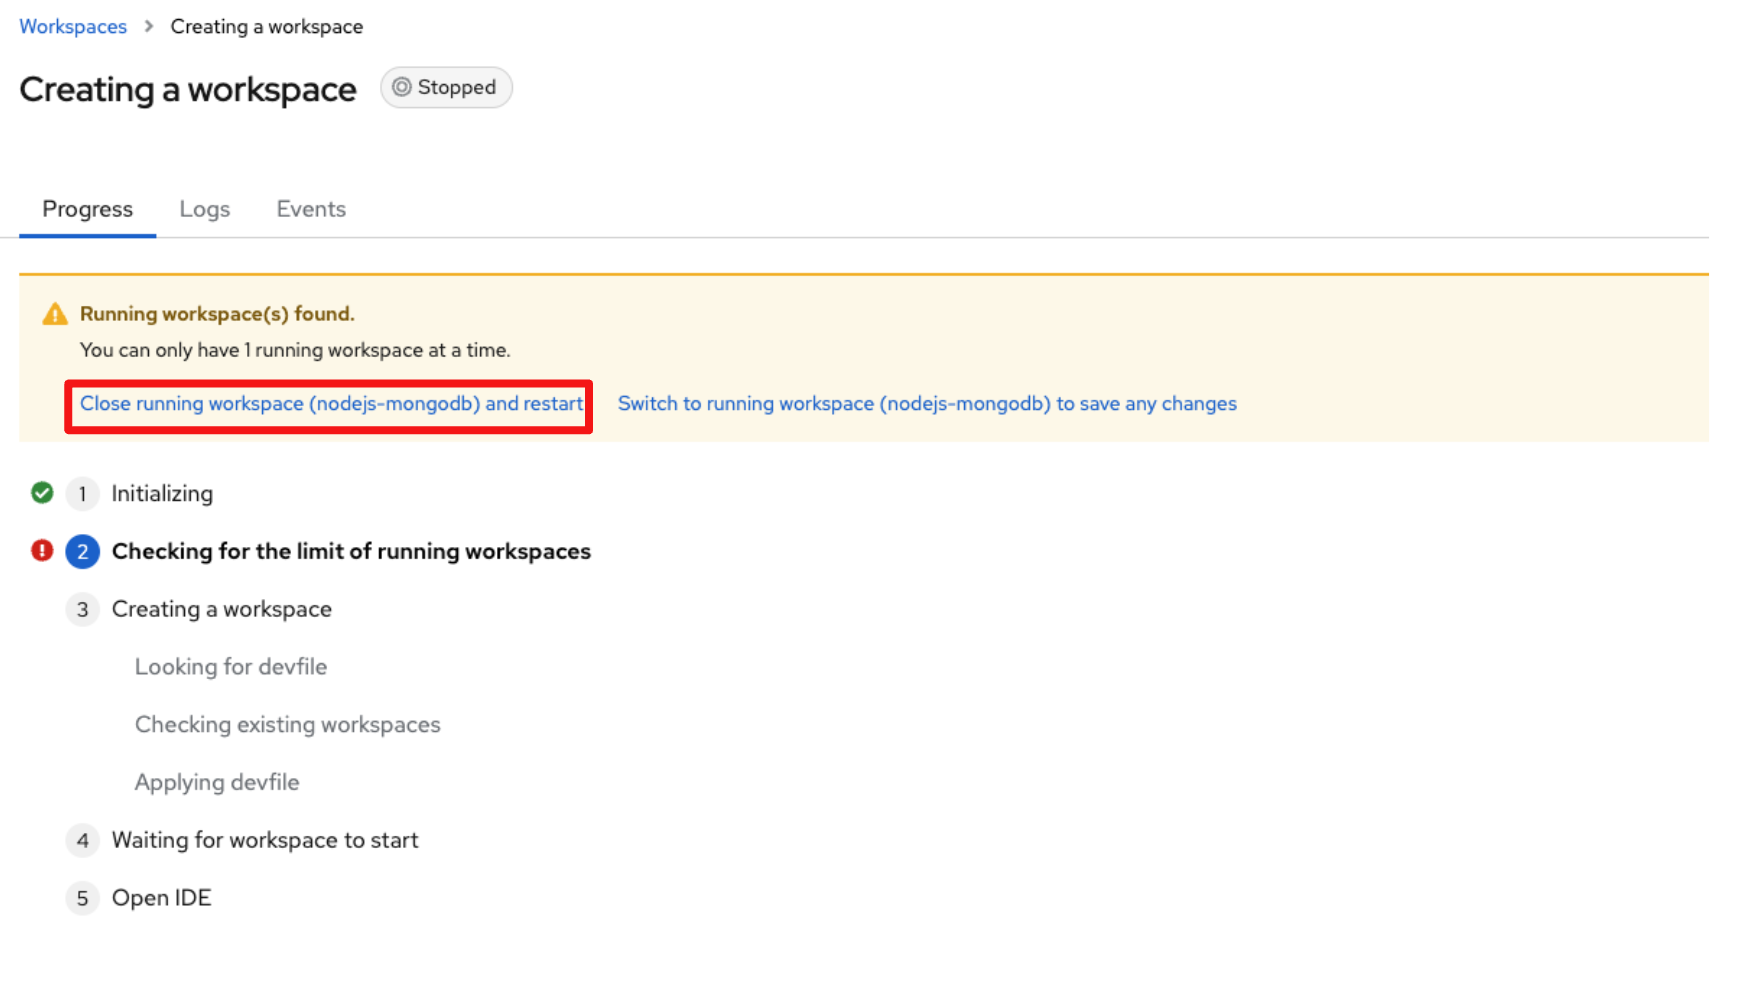 Workspaces > Creating a workspace
Creating a workspace Stopped
Progress Logs Events
Running workspace(s) found.
You can only have 1 running workspace at a time.
Close running workspace (nodejs-mongodb) and restart Switch to running workspace (nodejs-mongodb) to save any changes
1 Initializing
2 Checking for the limit of running workspaces
3 Creating a workspace
Looking for devfile
Checking existing workspaces
Applying devfile
4 Waiting for workspace to start
5 Open IDE